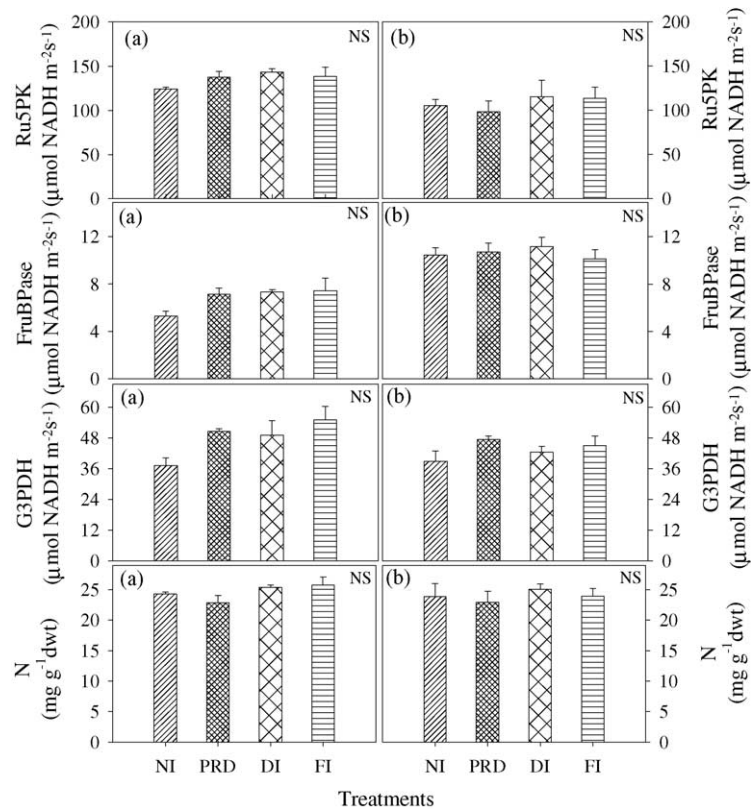 200
150
100
50
0
Ru5PK
(µmol NADH m⁻²s⁻¹)
(a)
NS
(b)
NS
200
150
100
50
0
Ru5PK
(µmol NADH m⁻²s⁻¹)
12
8
4
0
FruBPase
(µmol NADH m⁻²s⁻¹)
(a)
NS
(b)
NS
12
8
4
0
FruBPase
(µmol NADH m⁻²s⁻¹)
60
48
36
24
12
0
G3PDH
(µmol NADH m⁻²s⁻¹)
(a)
NS
(b)
NS
60
48
36
24
12
0
G3PDH
(µmol NADH m⁻²s⁻¹)
25
20
15
10
5
0
N
(mg g⁻¹dwt)
(a)
NS
(b)
NS
25
20
15
10
5
0
N
(mg g⁻¹dwt)
NI PRD DI FI NI PRD DI FI
Treatments